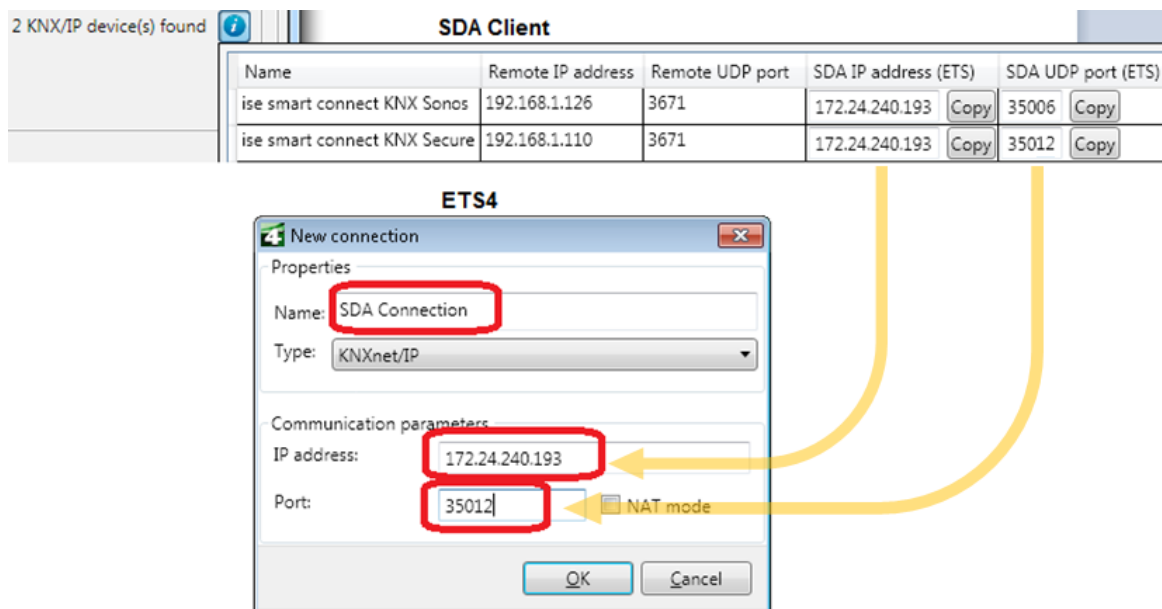 2 KNX/IP device(s) found
SDA Client
Name Remote IP address Remote UDP port SDA IP address (ETS) SDA UDP port (ETS)
ise smart connect KNX Sonos 192.168.1.126 3671 172.24.240.193 Copy 35006 Copy
ise smart connect KNX Secure 192.168.1.110 3671 172.24.240.193 Copy 35012 Copy
ETS4
4 New connection
Properties
Name: SDA Connection
Type: KNXnet/IP
Communication parameters
IP address: 172.24.240.193
Port: 35012 NAT mode
OK Cancel